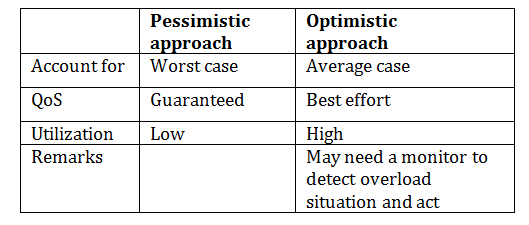 Pessimistic Optimistic
approach approach
Account for Worst case Average case
QoS Guaranteed Best effort
Utilization Low High
Remarks May need a monitor to
detect overload
situation and act